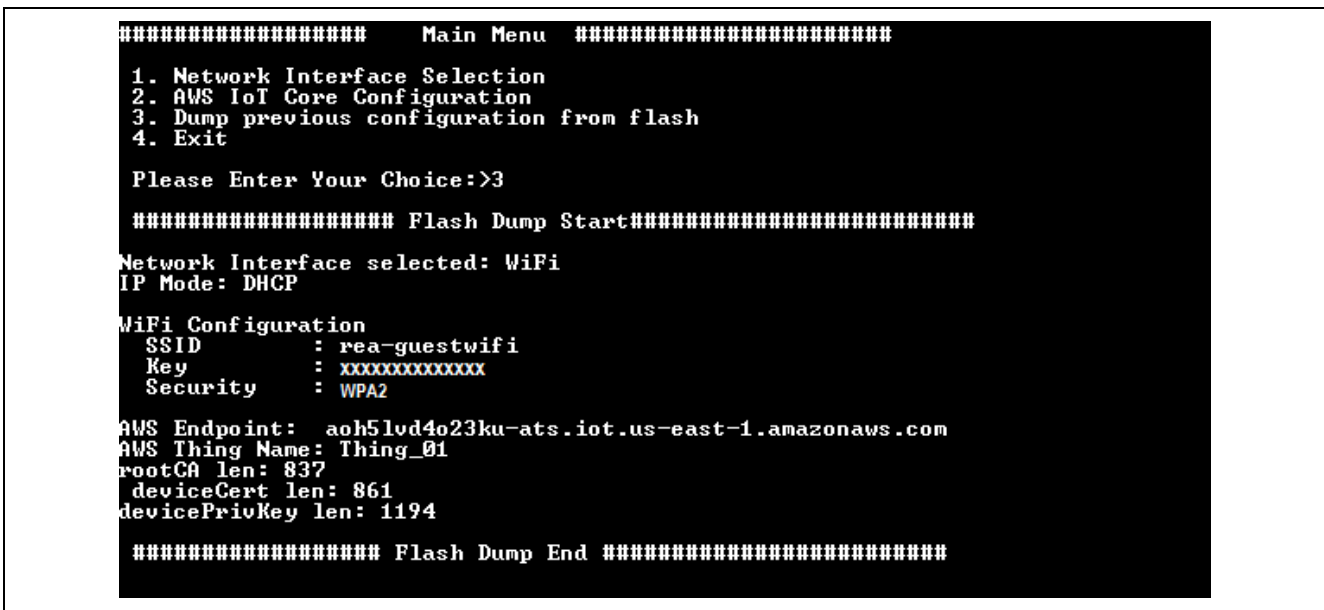 ################## Main Menu #######################
1. Network Interface Selection
2. AWS IoT Core Configuration
3. Dump previous configuration from flash
4. Exit
Please Enter Your Choice:>3
################### Flash Dump Start#########################
Network Interface selected: WiFi
IP Mode: DHCP
WiFi Configuration
SSID : rea-guestwifi
Key : xxxxxxxxxxxxxx
Security : WPA2
AWS Endpoint: aoh5lvd4o23ku-ats.iot.us-east-1.amazonaws.com
AWS Thing Name: Thing_01
rootCA len: 837
deviceCert len: 861
devicePrivKey len: 1194
################## Flash Dump End #########################